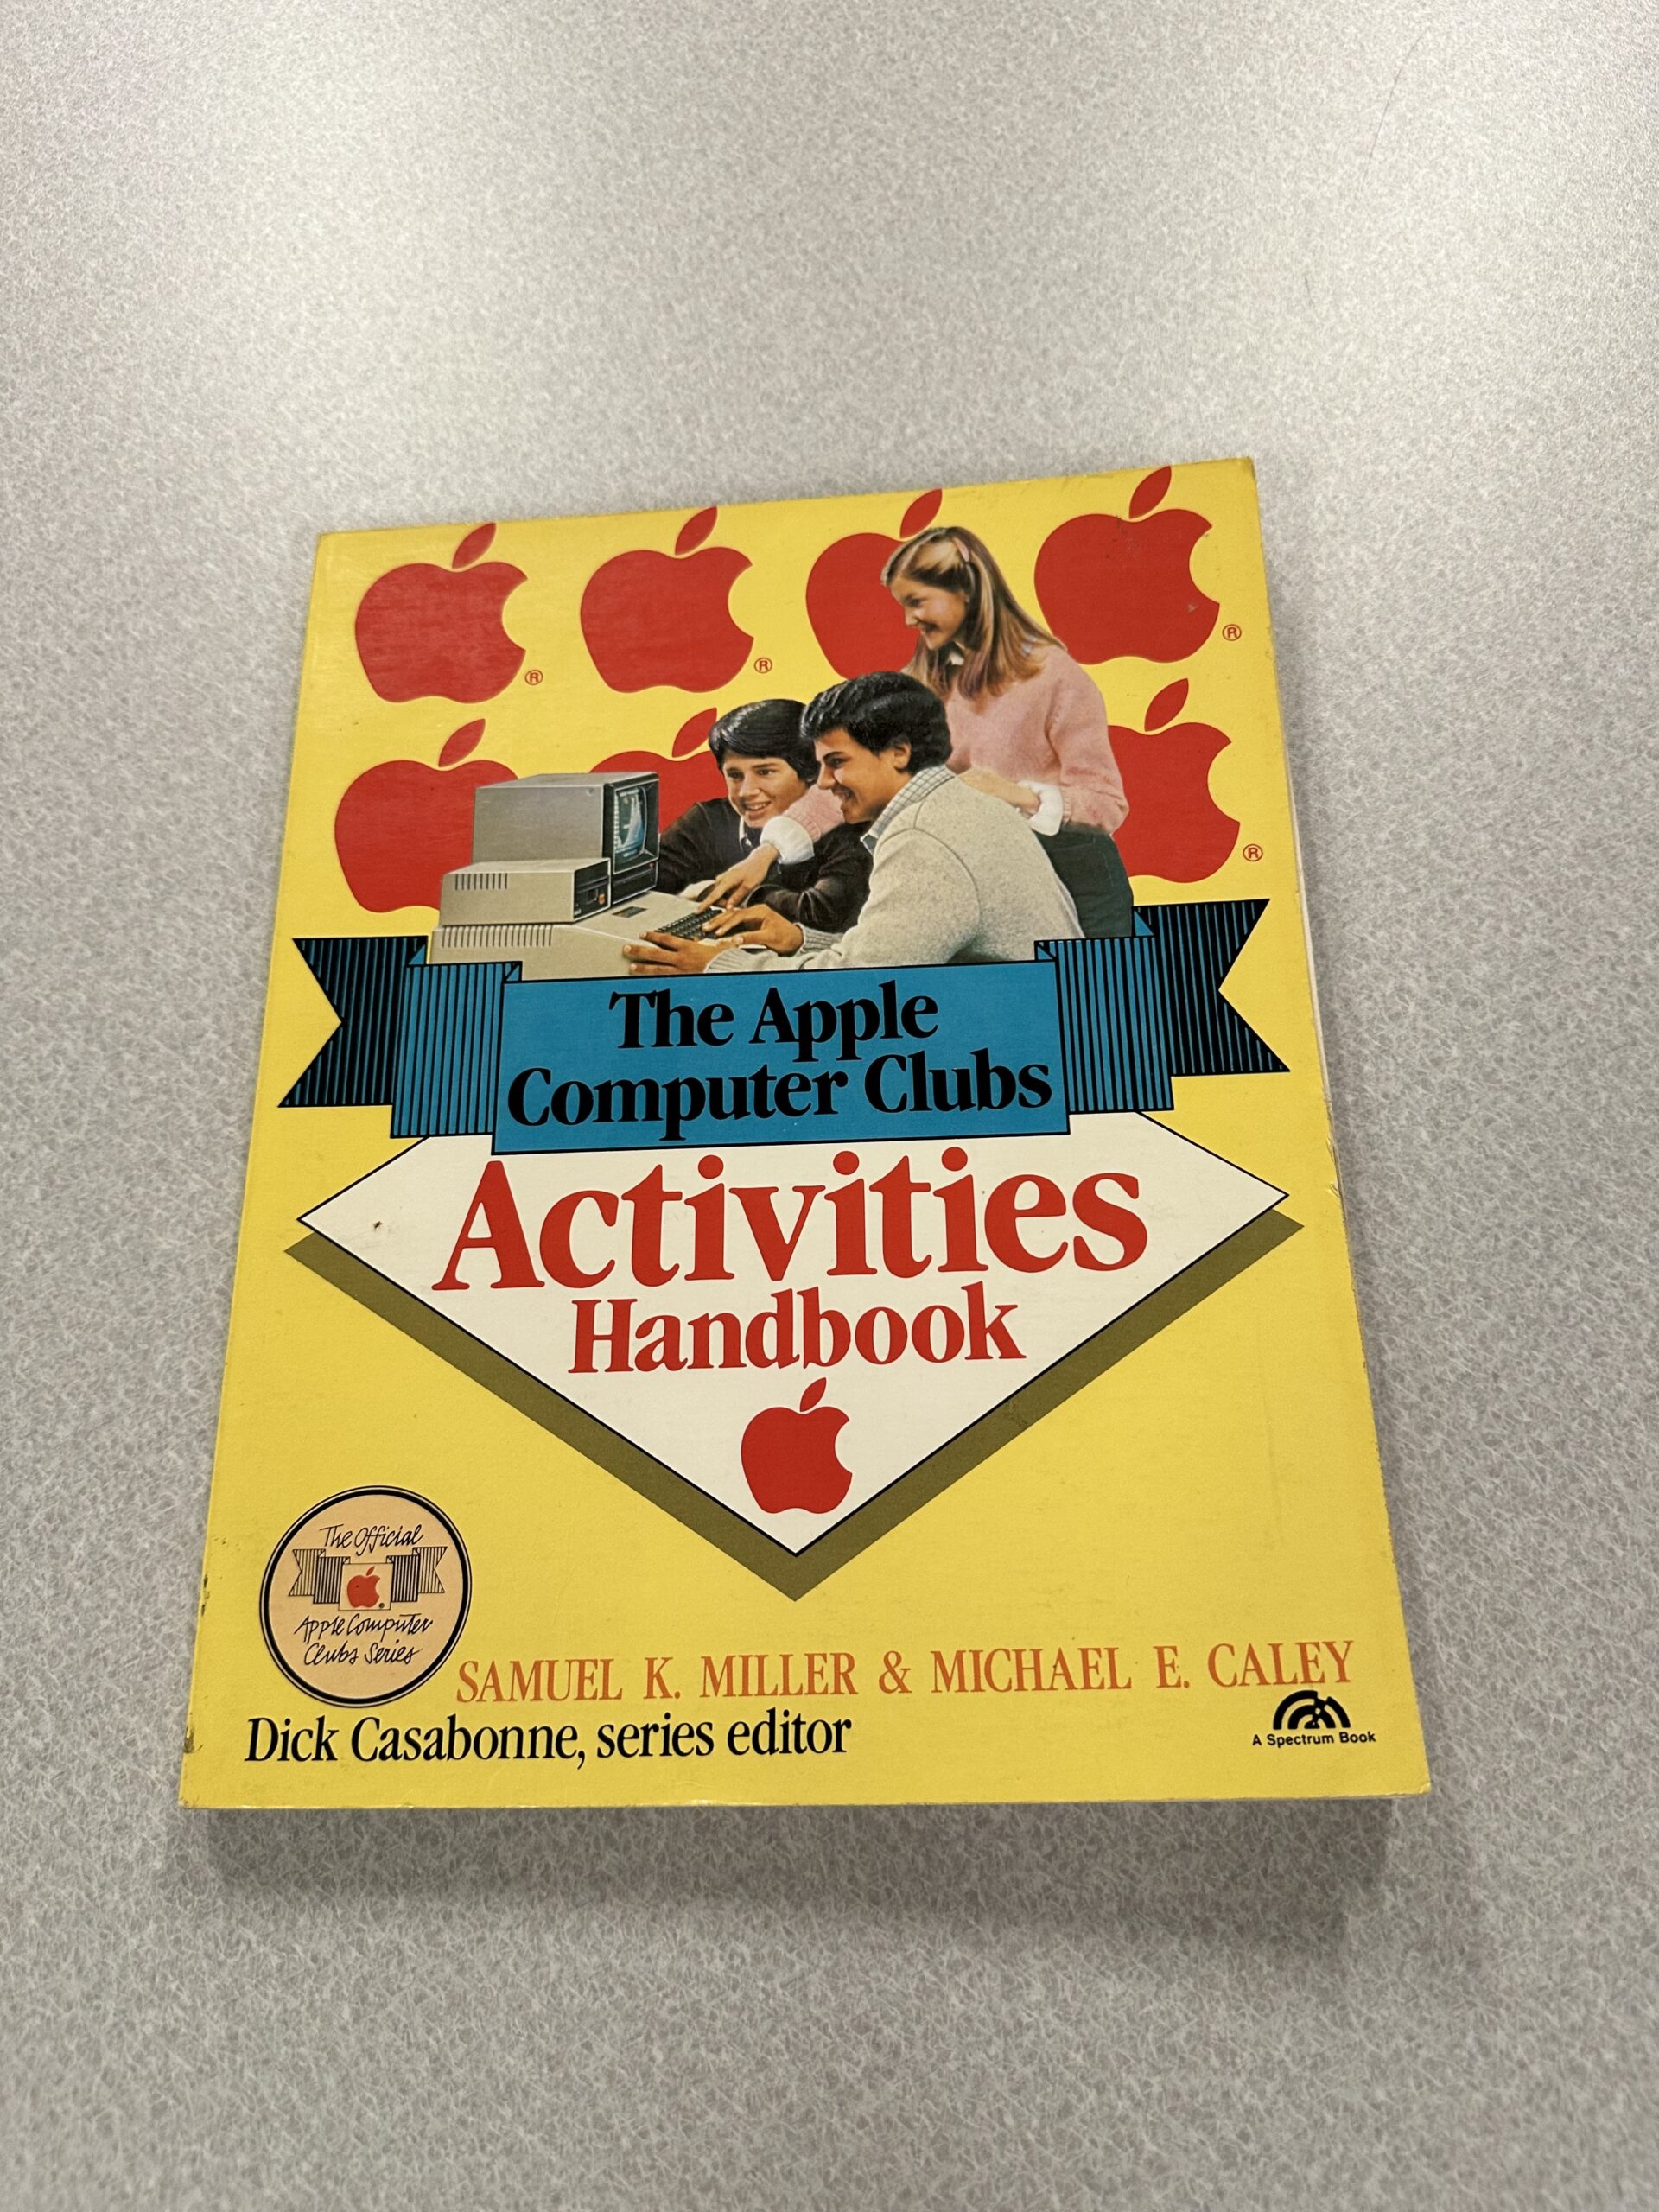 ®
®
®
®
The Apple
Computer Clubs
Activities
Handbook
The Official
Apple Computer
Clubs Series
SAMUEL K. MILLER & MICHAEL E. CALEY
Dick Casabonne, series editor
A Spectrum Book